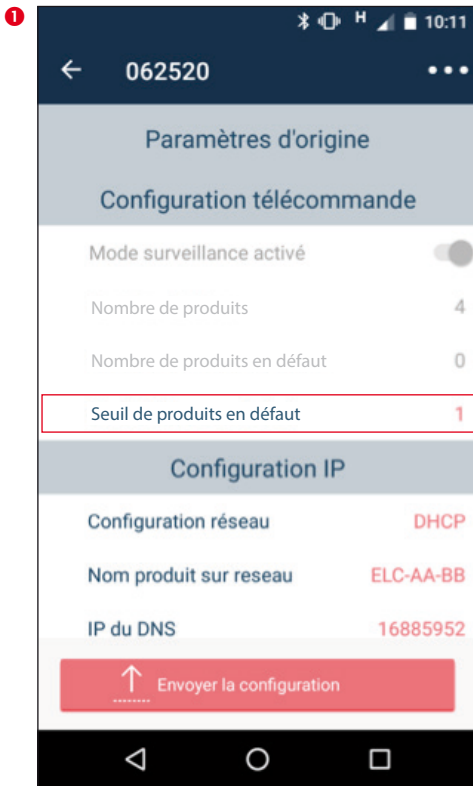 1
H 10:11
062520
Paramètres d'origine
Configuration télécommande
Mode surveillance activé
Nombre de produits 4
Nombre de produits en défaut 0
Seuil de produits en défaut 1
Configuration IP
Configuration réseau DHCP
Nom produit sur reseau ELC-AA-BB
IP du DNS 16885952
Envoyer la configuration